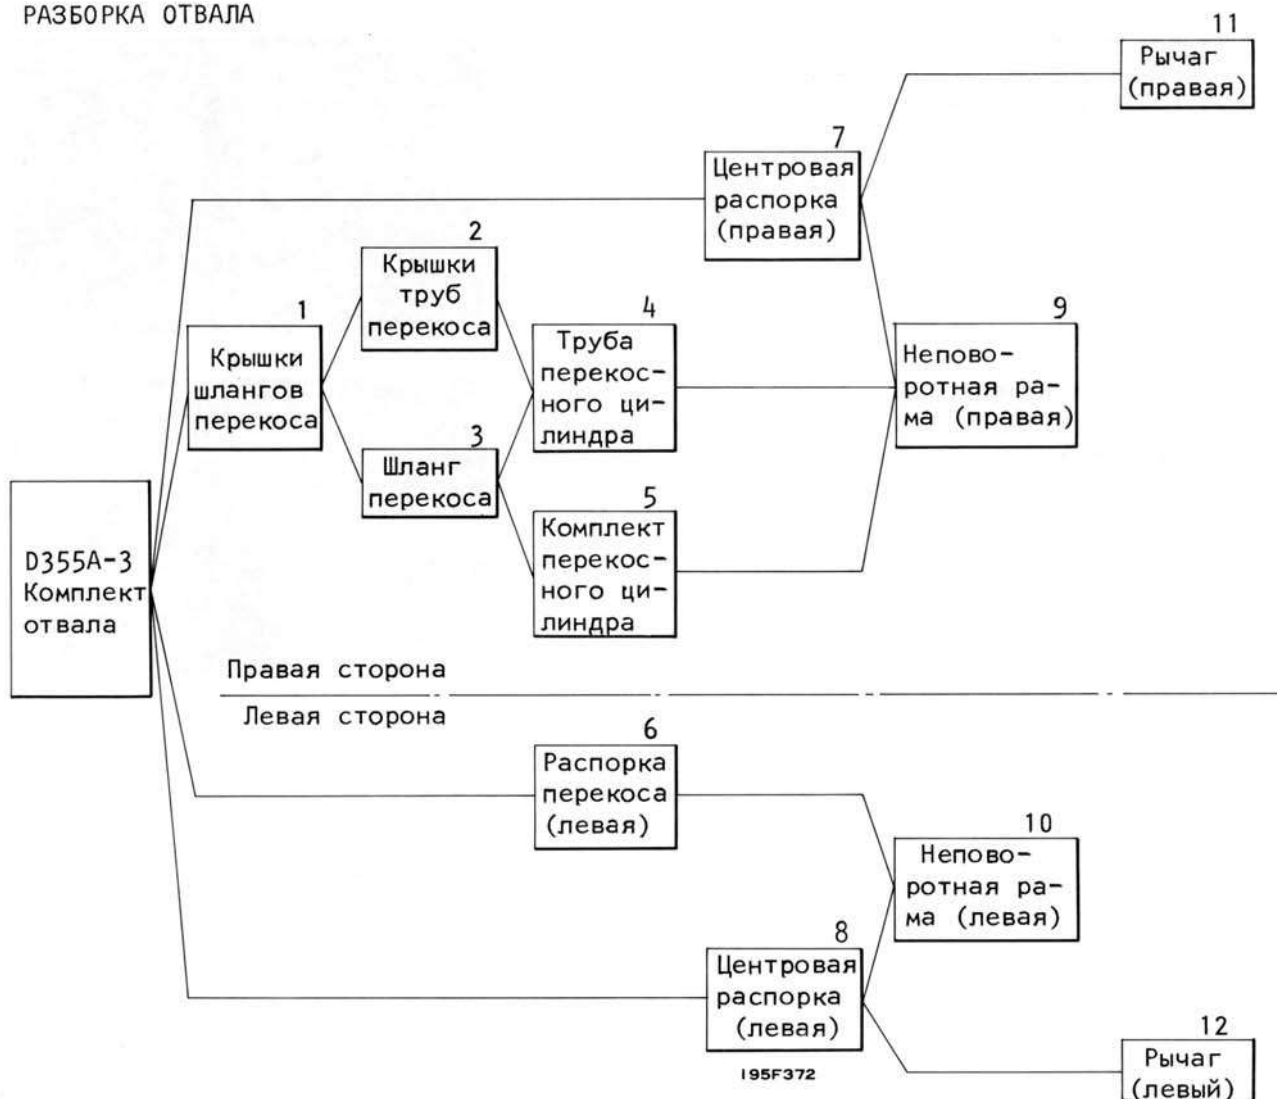 РАЗБОРКА ОТВАЛА
11
Рычаг
(правая)
7
Центровая
распорка
(правая)
2
Крышки
труб
перекоса
1
Крышки
шлангов
перекоса
4
Труба
перекос-
ного ци-
линдра
9
Непово-
ротная ра-
ма (правая)
3
Шланг
перекоса
5
Комплект
перекос-
ного ци-
линдра
D355A-3
Комплект
отвала
Правая сторона
Левая сторона
6
Распорка
перекоса
(левая)
10
Непово-
ротная ра-
ма (левая)
8
Центровая
распорка
(левая)
195F372
12
Рычаг
(левый)